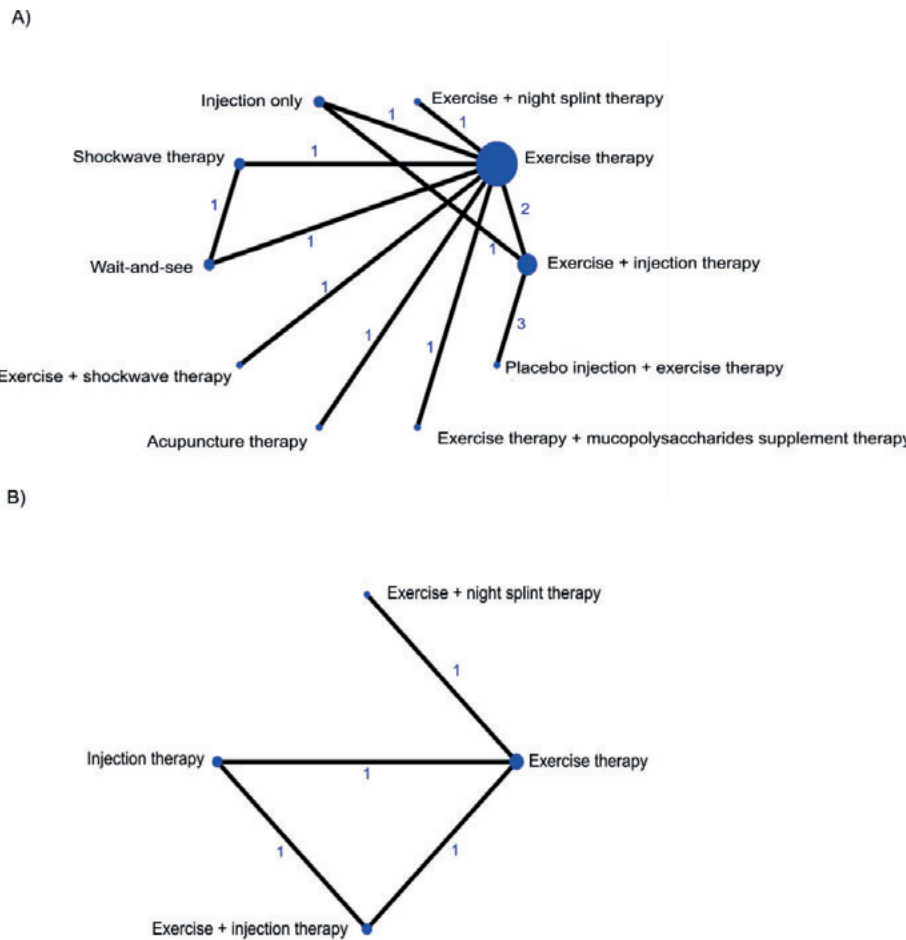 A)
Injection only
Exercise + night splint therapy
1
1
Shockwave therapy
1
Exercise therapy
1
2
1
1
Wait-and-see
Exercise + injection therapy
1
3
1
1
Exercise + shockwave therapy
Placebo injection + exercise therapy
Acupuncture therapy
Exercise therapy + mucopolysaccharides supplement therapy
B)
Exercise + night splint therapy
1
Injection therapy
1
Exercise therapy
1
1
Exercise + injection therapy